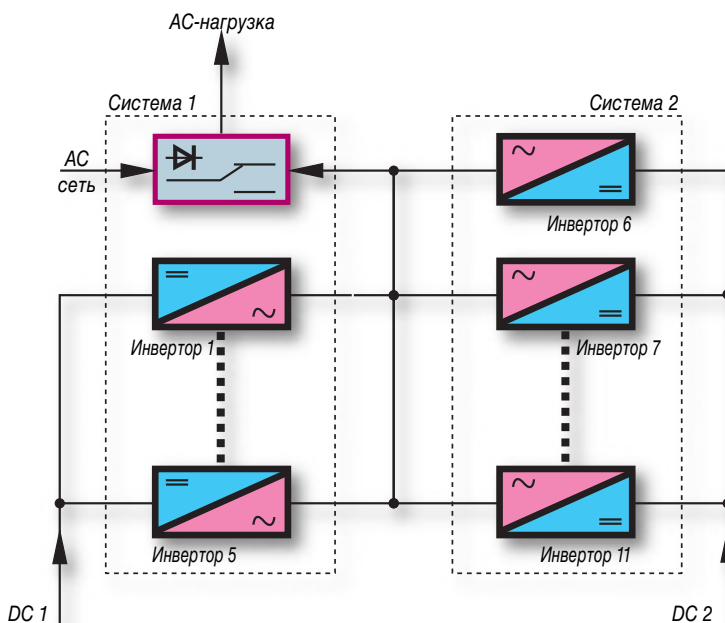 АС-нагрузка
Система 1
Система 2
АС
сеть
Инвертор 6
Инвертор 1
Инвертор 7
Инвертор 5
Инвертор 11
DC 1
DC 2